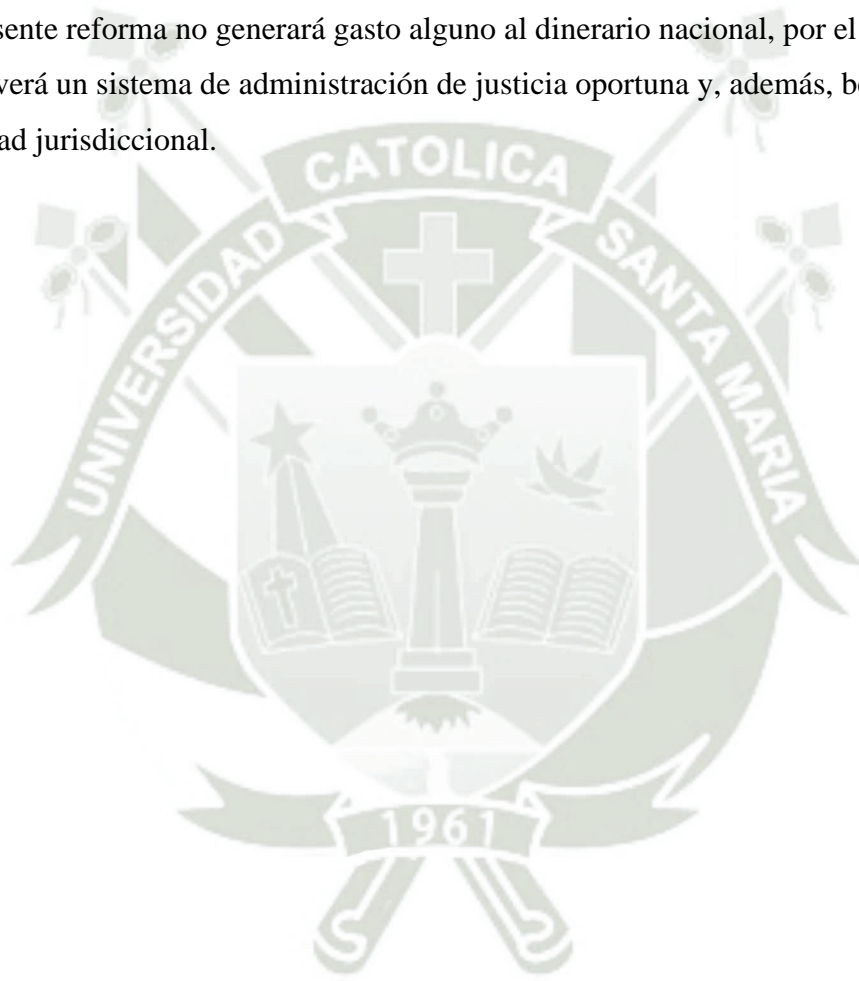 sente reforma no generará gasto alguno al dinerario nacional, por el
verá un sistema de administración de justicia oportuna y, además, b
ad jurisdiccional.
UNIVERSIDAD CATOLICA SANTA MARIA
1961